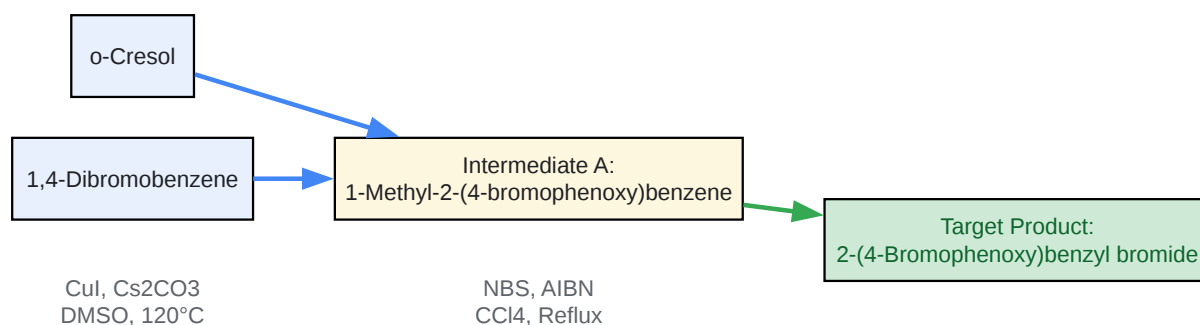 o-Cresol
1,4-Dibromobenzene
Intermediate A:
1-Methyl-2-(4-bromophenoxy)benzene
Target Product:
2-(4-Bromophenoxy)benzyl bromide
CuI, Cs2CO3
DMSO, 120°C
NBS, AIBN
CCl4, Reflux